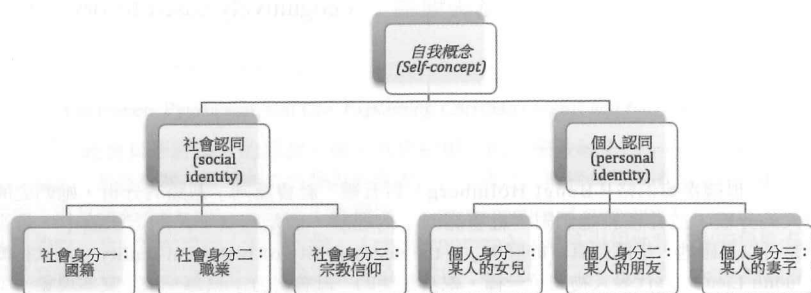 自我概念
(Self-concept)
社會認同
(social
identity)
個人認同
(personal
identity)
社會身分一：
國籍
社會身分二：
職業
社會身分三：
宗教信仰
個人身分一：
某人的女兒
個人身分二：
某人的朋友
個人身分三：
某人的妻子